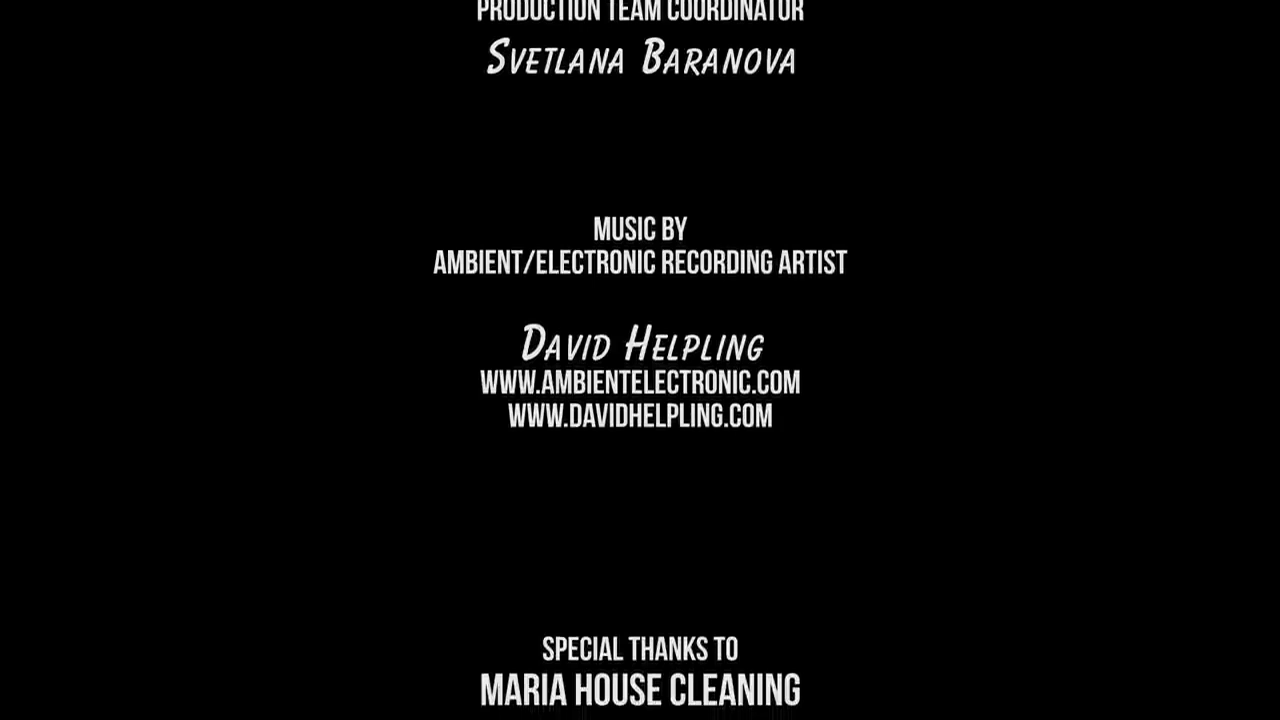 PRODUCTION TEAM COORDINATOR
SVETLANA BARANOVA
MUSIC BY
AMBIENT/ELECTRONIC RECORDING ARTIST
DAVID HELPLING
WWW.AMBIENTELECTRONIC.COM
WWW.DAVIDHELPLING.COM
SPECIAL THANKS TO
MARIA HOUSE CLEANING